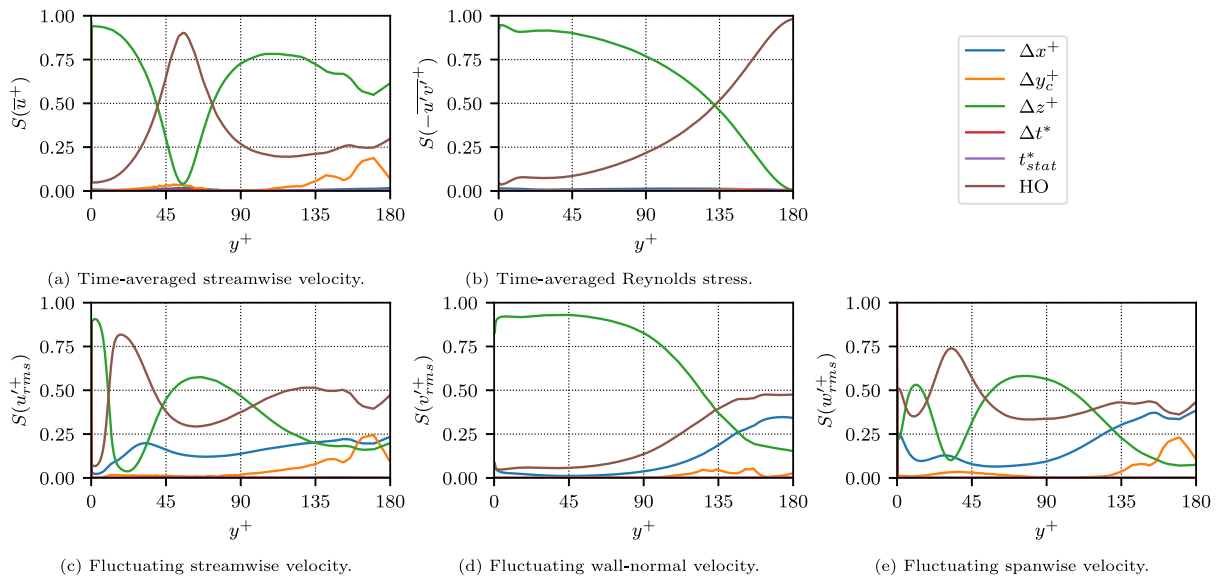 1.00
0.75
0.50
0.25
0.00
S(u̅⁺)
0 45 90 135 180
y⁺
(a) Time-averaged streamwise velocity.
1.00
0.75
0.50
0.25
0.00
S(−u′v′⁺)
0 45 90 135 180
y⁺
(b) Time-averaged Reynolds stress.
Δx⁺
Δy_c⁺
Δz⁺
Δt*
t*_stat
HO
1.00
0.75
0.50
0.25
0.00
S(u′⁺_rms)
0 45 90 135 180
y⁺
(c) Fluctuating streamwise velocity.
1.00
0.75
0.50
0.25
0.00
S(v′⁺_rms)
0 45 90 135 180
y⁺
(d) Fluctuating wall-normal velocity.
1.00
0.75
0.50
0.25
0.00
S(w′⁺_rms)
0 45 90 135 180
y⁺
(e) Fluctuating spanwise velocity.